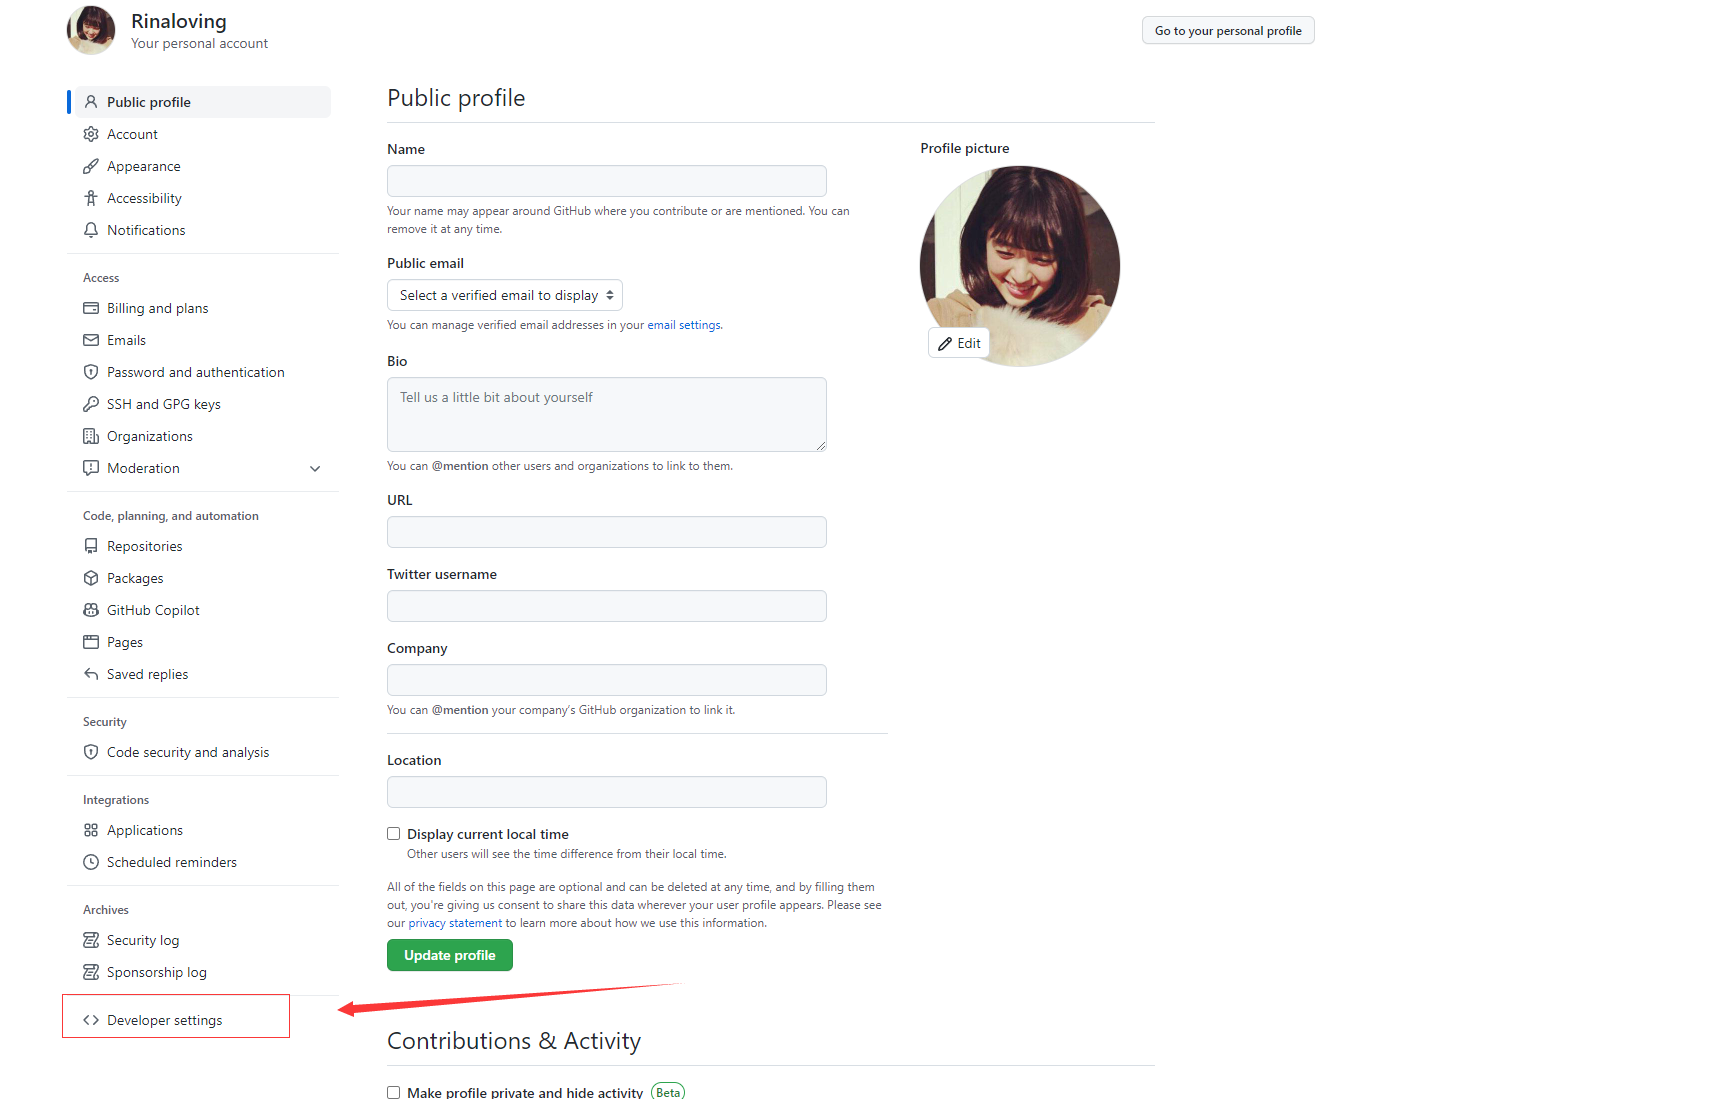 Rinaloving
Your personal account
Go to your personal profile
Public profile
Account
Appearance
Accessibility
Notifications
Access
Billing and plans
Emails
Password and authentication
SSH and GPG keys
Organizations
Moderation
Code, planning, and automation
Repositories
Packages
GitHub Copilot
Pages
Saved replies
Security
Code security and analysis
Integrations
Applications
Scheduled reminders
Archives
Security log
Sponsorship log
Developer settings
Public profile
Name
Your name may appear around GitHub where you contribute or are mentioned. You can
remove it at any time.
Public email
Select a verified email to display
You can manage verified email addresses in your email settings.
Bio
Tell us a little bit about yourself
You can @mention other users and organizations to link to them.
URL
Twitter username
Company
You can @mention your company's GitHub organization to link it.
Location
Display current local time
Other users will see the time difference from their local time.
All of the fields on this page are optional and can be deleted at any time, and by filling them
out, you're giving us consent to share this data wherever your user profile appears. Please see
our privacy statement to learn more about how we use this information.
Update profile
Profile picture
Edit
Contributions & Activity
Make profile private and hide activity Beta